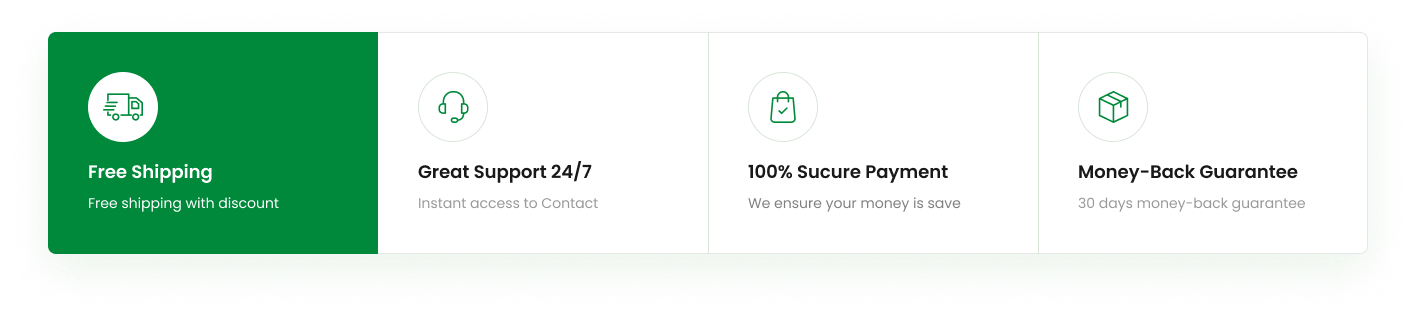 Free Shipping
Free shipping with discount
Great Support 24/7
Instant access to Contact
100% Sucure Payment
We ensure your money is save
Money-Back Guarantee
30 days money-back guarantee